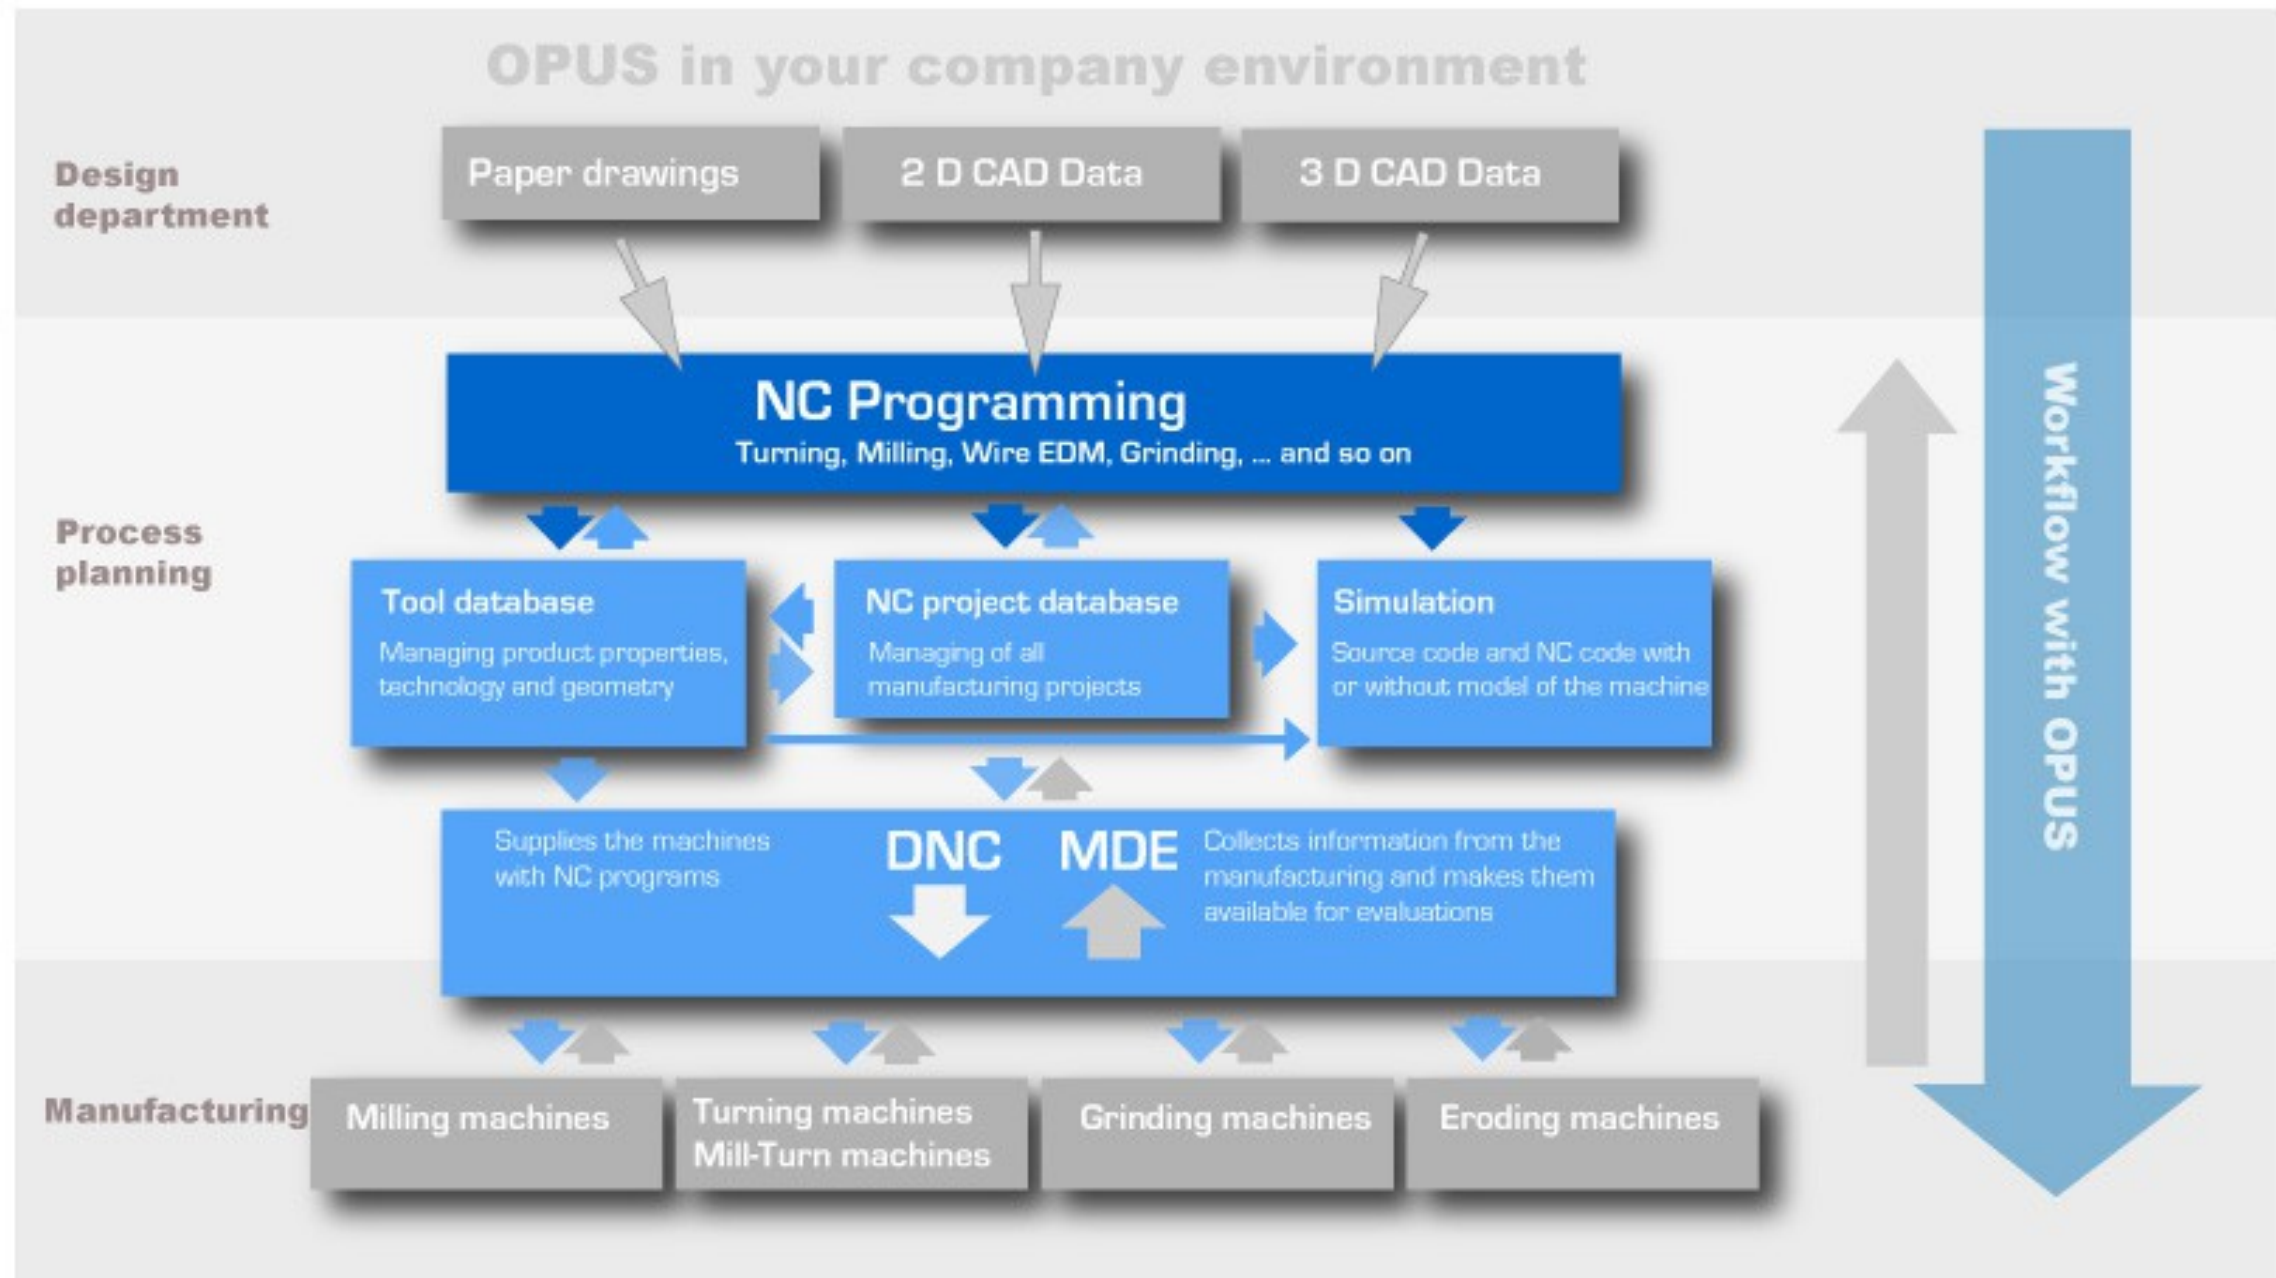 OPUS in your company environment
Design
department
Paper drawings
2 D CAD Data
3 D CAD Data
Process
planning
NC Programming
Turning, Milling, Wire EDM, Grinding, ... and so on
Tool database
Managing product properties,
technology and geometry
NC project database
Managing of all
manufacturing projects
Simulation
Source code and NC code with
or without model of the machine
Supplies the machines
with NC programs
DNC
MDE
Collects information from the
manufacturing and makes them
available for evaluations
Manufacturing
Milling machines
Turning machines
Mill-Turn machines
Grinding machines
Eroding machines
Workflow with OPUS